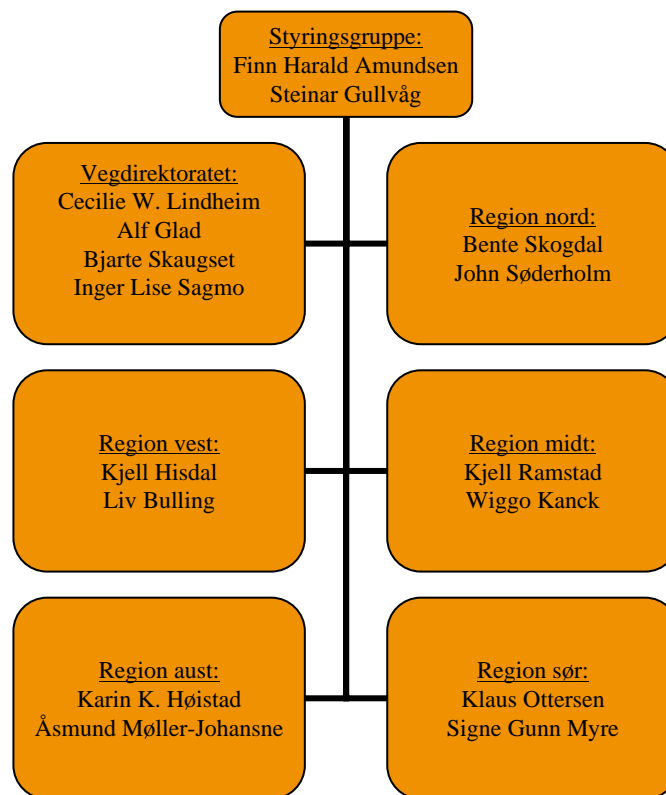 Styringsgruppe:
Finn Harald Amundsen
Steinar Gullvåg
Vegdirektoratet:
Cecilie W. Lindheim
Alf Glad
Bjarte Skaugset
Inger Lise Sagmo
Region nord:
Bente Skogdal
John Søderholm
Region vest:
Kjell Hisdal
Liv Bulling
Region midt:
Kjell Ramstad
Wiggo Kanck
Region aust:
Karin K. Høistad
Åsmund Møller-Johansne
Region sør:
Klaus Ottersen
Signe Gunn Myre